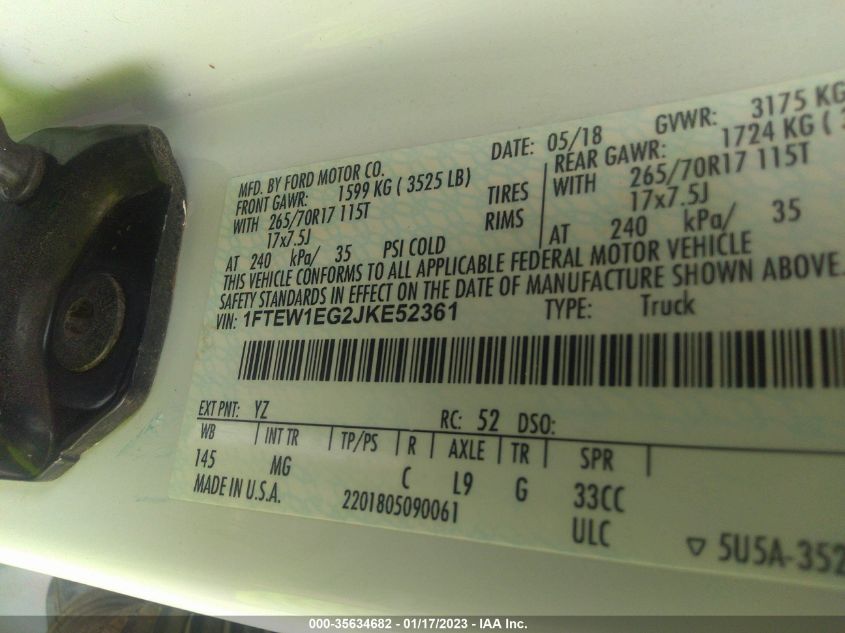 MFD. BY FORD MOTOR CO. DATE: 05/18 GVWR: 3175 KG
FRONT GAWR: 1599 KG ( 3525 LB) REAR GAWR: 1724 KG (
WITH 265/70R17 115T TIRES WITH 265/70R17 115T
17x7.5J RIMS 17x7.5J
AT 240 kPa/ 35 PSI COLD AT 240 kPa/ 35
THIS VEHICLE CONFORMS TO ALL APPLICABLE FEDERAL MOTOR VEHICLE
SAFETY STANDARDS IN EFFECT ON THE DATE OF MANUFACTURE SHOWN ABOVE.
VIN: 1FTEW1EG2JKE52361 TYPE: Truck
EXT PNT: YZ RC: 52 DSO:
WB INT TR TP/PS R AXLE TR SPR
145 MG C L9 G 33CC
MADE IN U.S.A. 2201805090061 ULC
5U5A-352
000-35634682 - 01/17/2023 - IAA Inc.